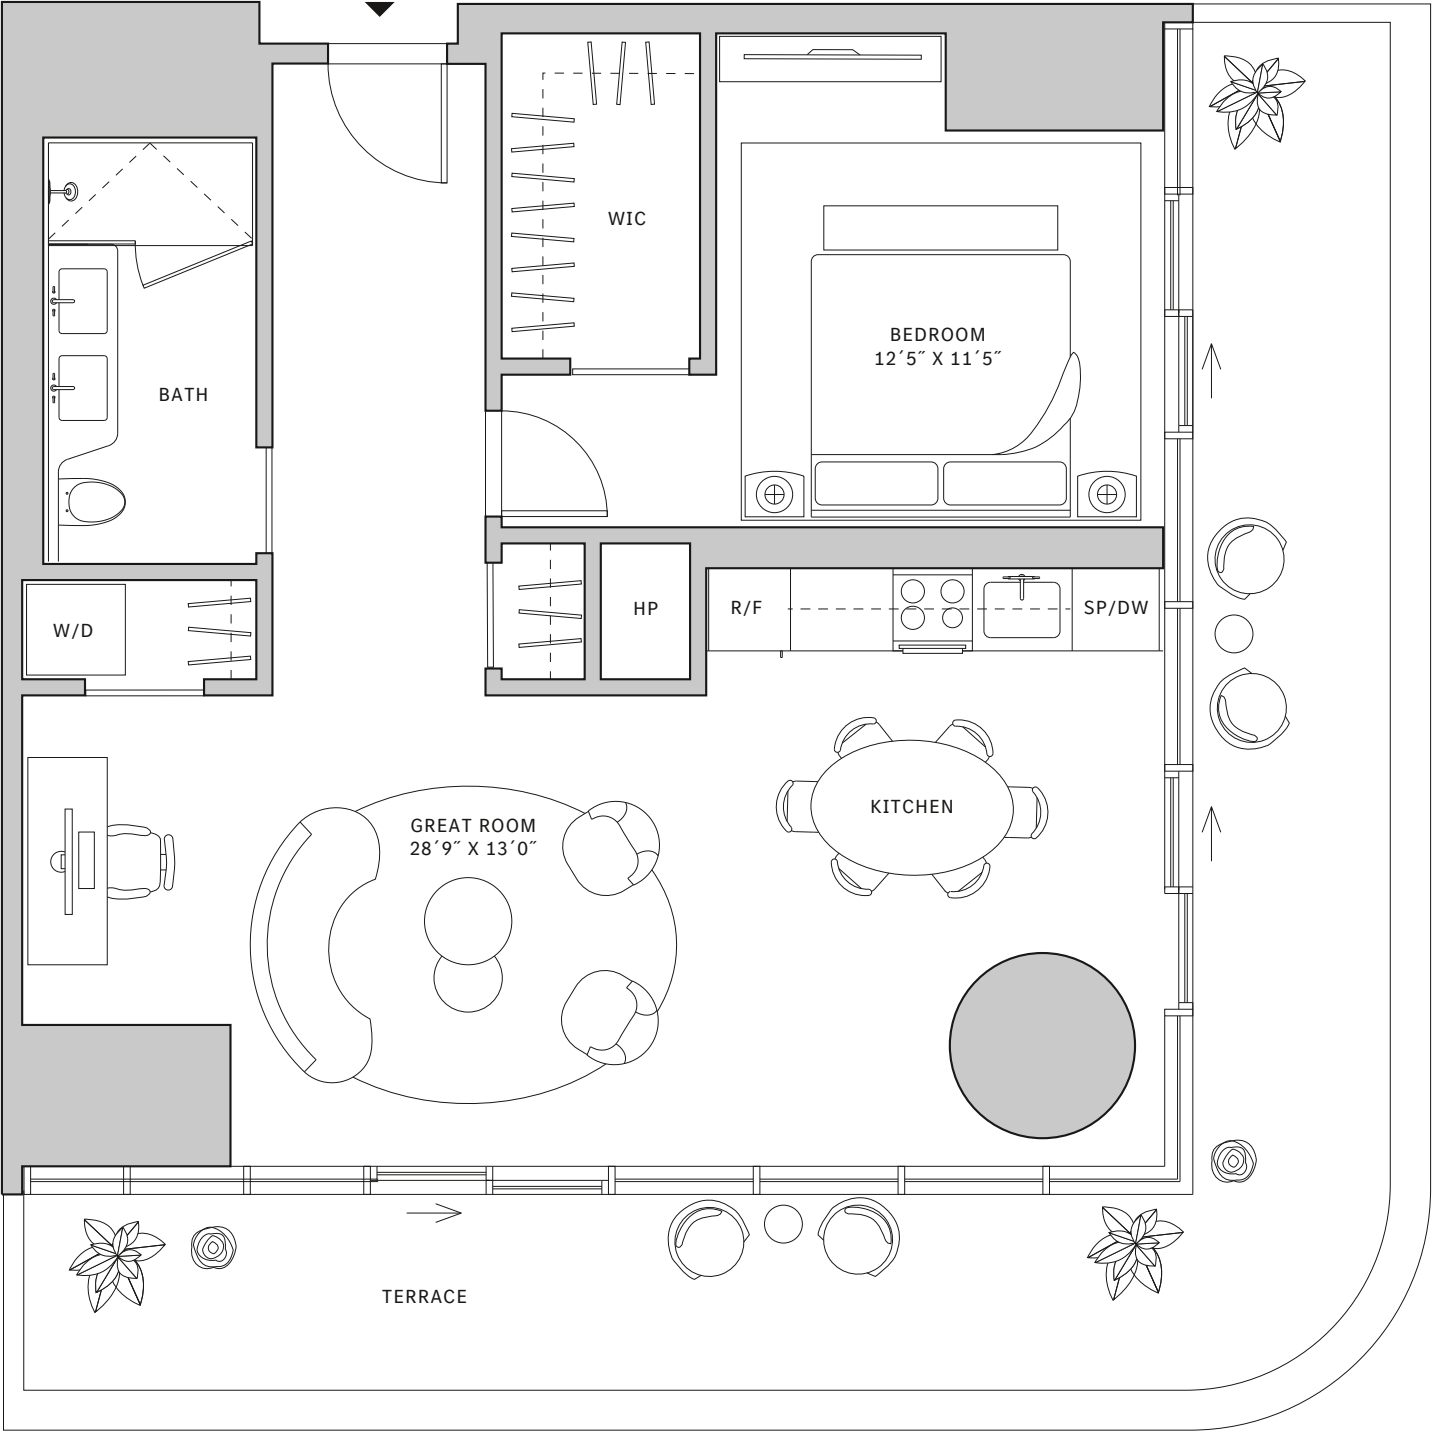 WIC
BEDROOM
12´5˝ X 11´5˝
BATH
R/F
SP/DW
HP
W/D
KITCHEN
GREAT ROOM
28´9˝ X 13´0˝
TERRACE